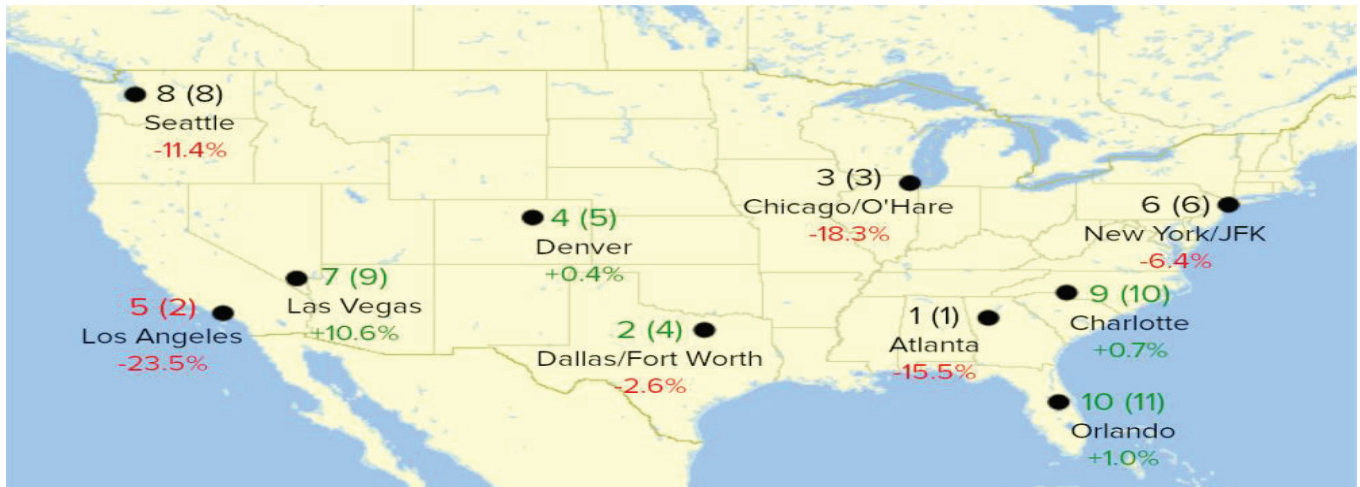 8 (8)
Seattle
-11.4%
3 (3)
Chicago/O'Hare
-18.3%
6 (6)
New York/JFK
-6.4%
4 (5)
Denver
+0.4%
7 (9)
Las Vegas
+10.6%
5 (2)
Los Angeles
-23.5%
2 (4)
Dallas/Fort Worth
-2.6%
1 (1)
Atlanta
-15.5%
9 (10)
Charlotte
+0.7%
10 (11)
Orlando
+1.0%